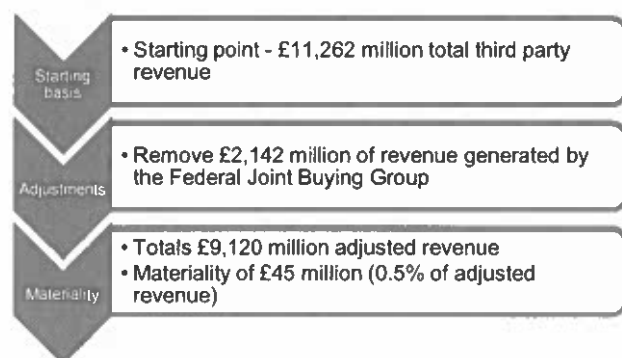 Starting
basis
• Starting point - £11,262 million total third party
revenue
Adjustments
• Remove £2,142 million of revenue generated by
the Federal Joint Buying Group
Materiality
• Totals £9,120 million adjusted revenue
• Materiality of £45 million (0.5% of adjusted
revenue)